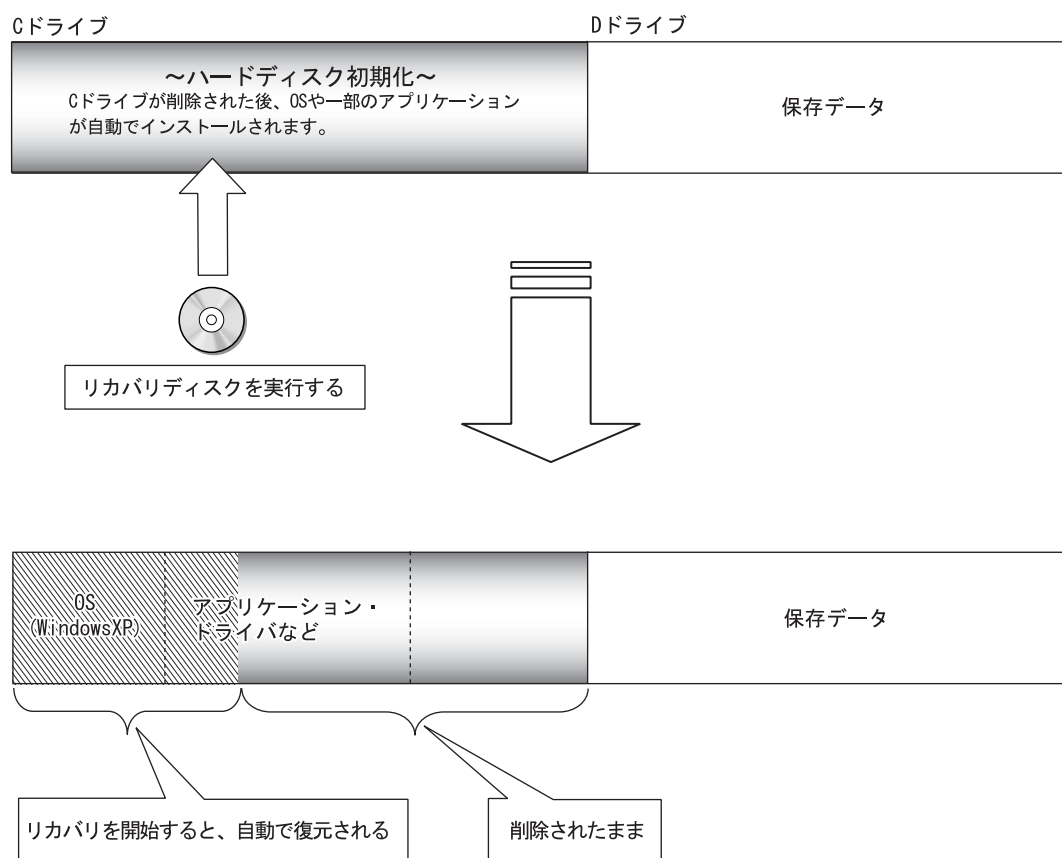 Cドライブ
Dドライブ
～ハードディスク初期化～
Cドライブが削除された後、OSや一部のアプリケーション
が自動でインストールされます。
保存データ
リカバリディスクを実行する
OS
(WindowsXP)
アプリケーション・
ドライバなど
保存データ
リカバリを開始すると、自動で復元される
削除されたまま